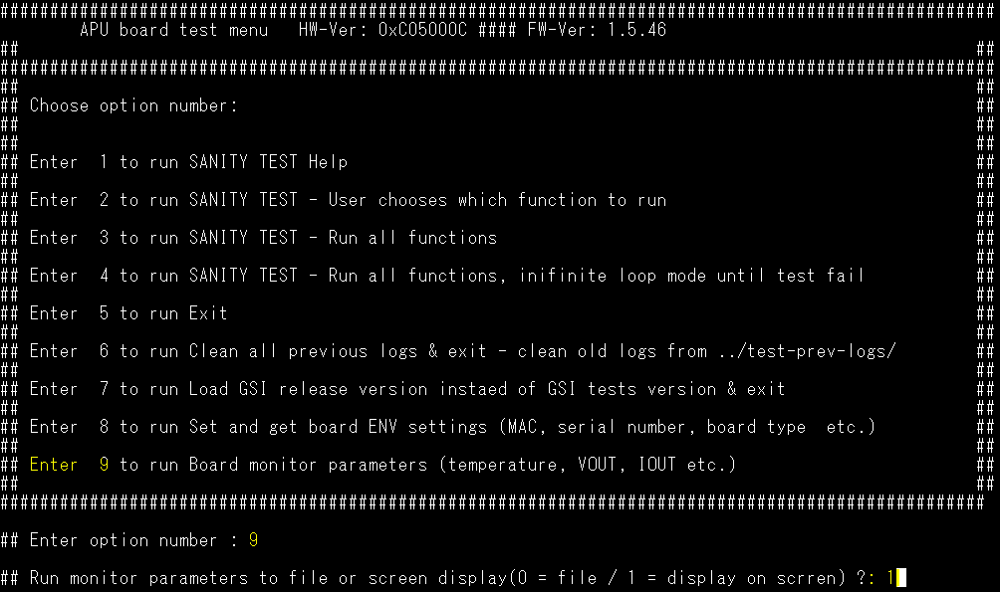 ####################################################################################################
        APU board test menu   HW-Ver: 0xC05000C #### FW-Ver: 1.5.46
##                                                                                                ##
####################################################################################################
##                                                                                                ##
## Choose option number:                                                                          ##
##                                                                                                ##
##                                                                                                ##
## Enter  1 to run SANITY TEST Help                                                               ##
##                                                                                                ##
## Enter  2 to run SANITY TEST - User chooses which function to run                               ##
##                                                                                                ##
## Enter  3 to run SANITY TEST - Run all functions                                                ##
##                                                                                                ##
## Enter  4 to run SANITY TEST - Run all functions, inifinite loop mode until test fail           ##
##                                                                                                ##
## Enter  5 to run Exit                                                                           ##
##                                                                                                ##
## Enter  6 to run Clean all previous logs & exit - clean old logs from ../test-prev-logs/        ##
##                                                                                                ##
## Enter  7 to run Load GSI release version instaed of GSI tests version & exit                   ##
##                                                                                                ##
## Enter  8 to run Set and get board ENV settings (MAC, serial number, board type  etc.)          ##
##                                                                                                ##
## Enter  9 to run Board monitor parameters (temperature, VOUT, IOUT etc.)                        ##
##                                                                                                ##
###################################################################################################
## Enter option number : 9
## Run monitor parameters to file or screen display(0 = file / 1 = display on scrren) ?: 1